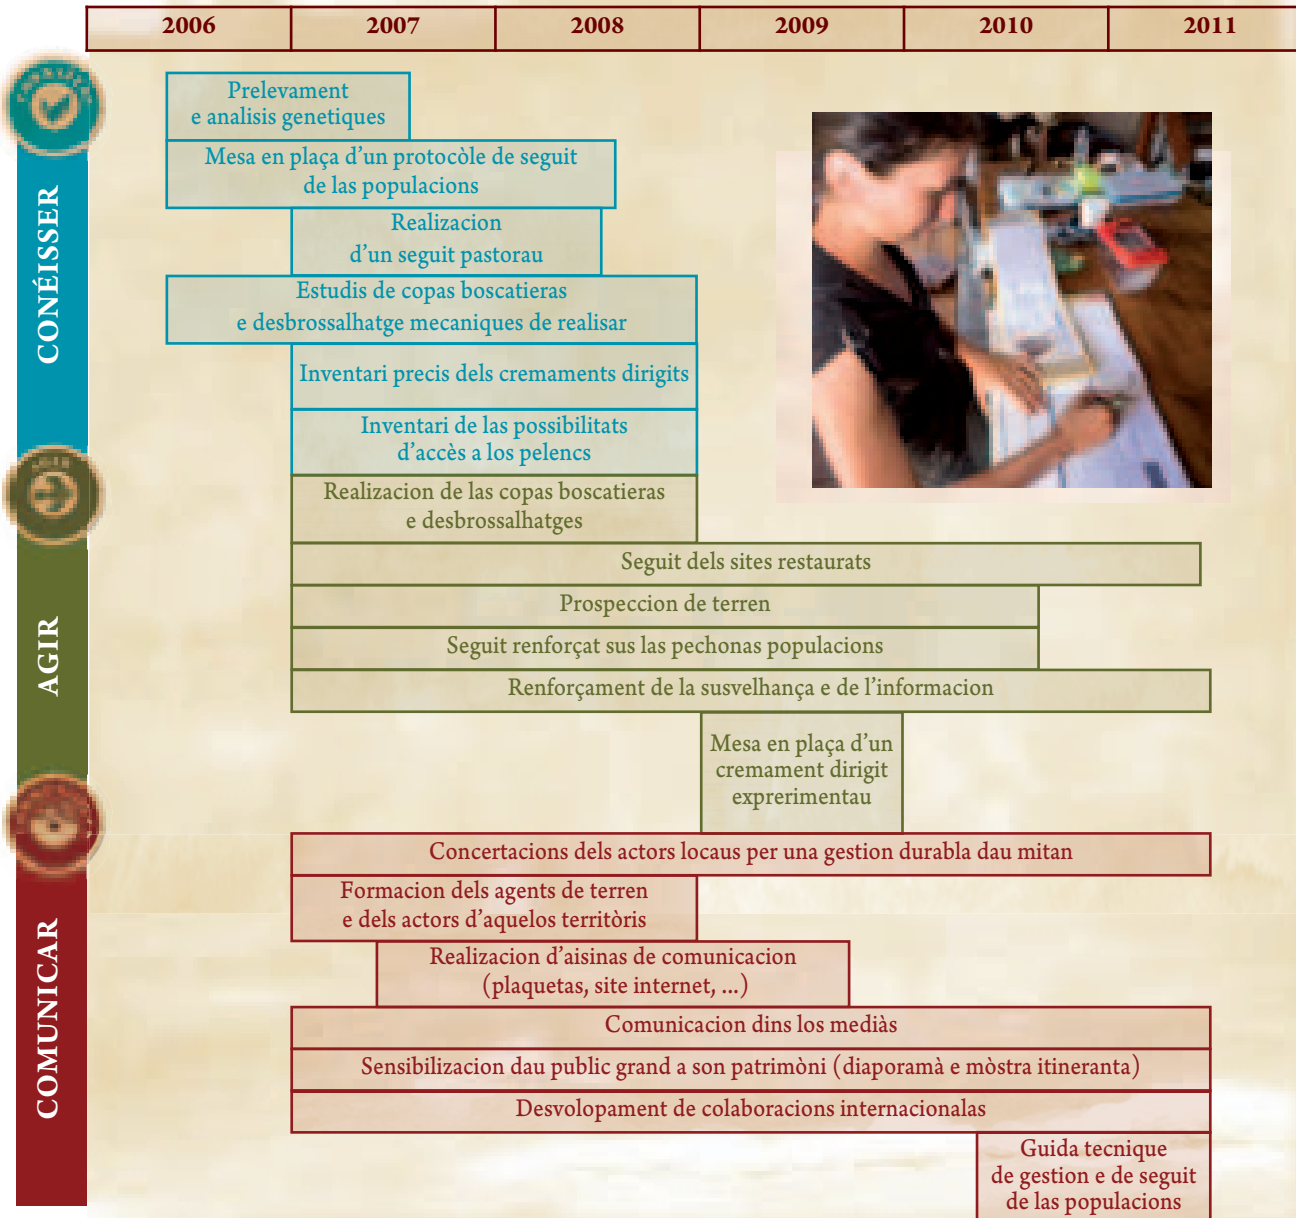 2006 2007 2008 2009 2010 2011
CONÉISSER
Prelevament
e analisis genetiques
Mesa en plaça d'un protocòle de seguit
de las populacions
Realizacion
d'un seguit pastorau
Estudis de copas boscatieras
e desbrossalhatge mecaniques de realisar
Inventari precis dels cremaments dirigits
Inventari de las possibilitats
d'accès a los pelencs
AGIR
Realizacion de las copas boscatieras
e desbrossalhatges
Seguit dels sites restaurats
Prospeccion de terren
Seguit renforçat sus las pechonas populacions
Renforçament de la susvelhança e de l'informacion
Mesa en plaça d'un
cremament dirigit
exprerimentau
COMUNICAR
Concertacions dels actors locaus per una gestion durabla dau mitan
Formacion dels agents de terren
e dels actors d'aquelos territòris
Realizacion d'aisinas de comunicacion
(plaquetas, site internet, ...)
Comunicacion dins los mediàs
Sensibilizacion dau public grand a son patrimòni (diaporamà e mòstra itineranta)
Desvolopament de colaboracions internacionalas
Guida tecnique
de gestion e de seguit
de las populacions